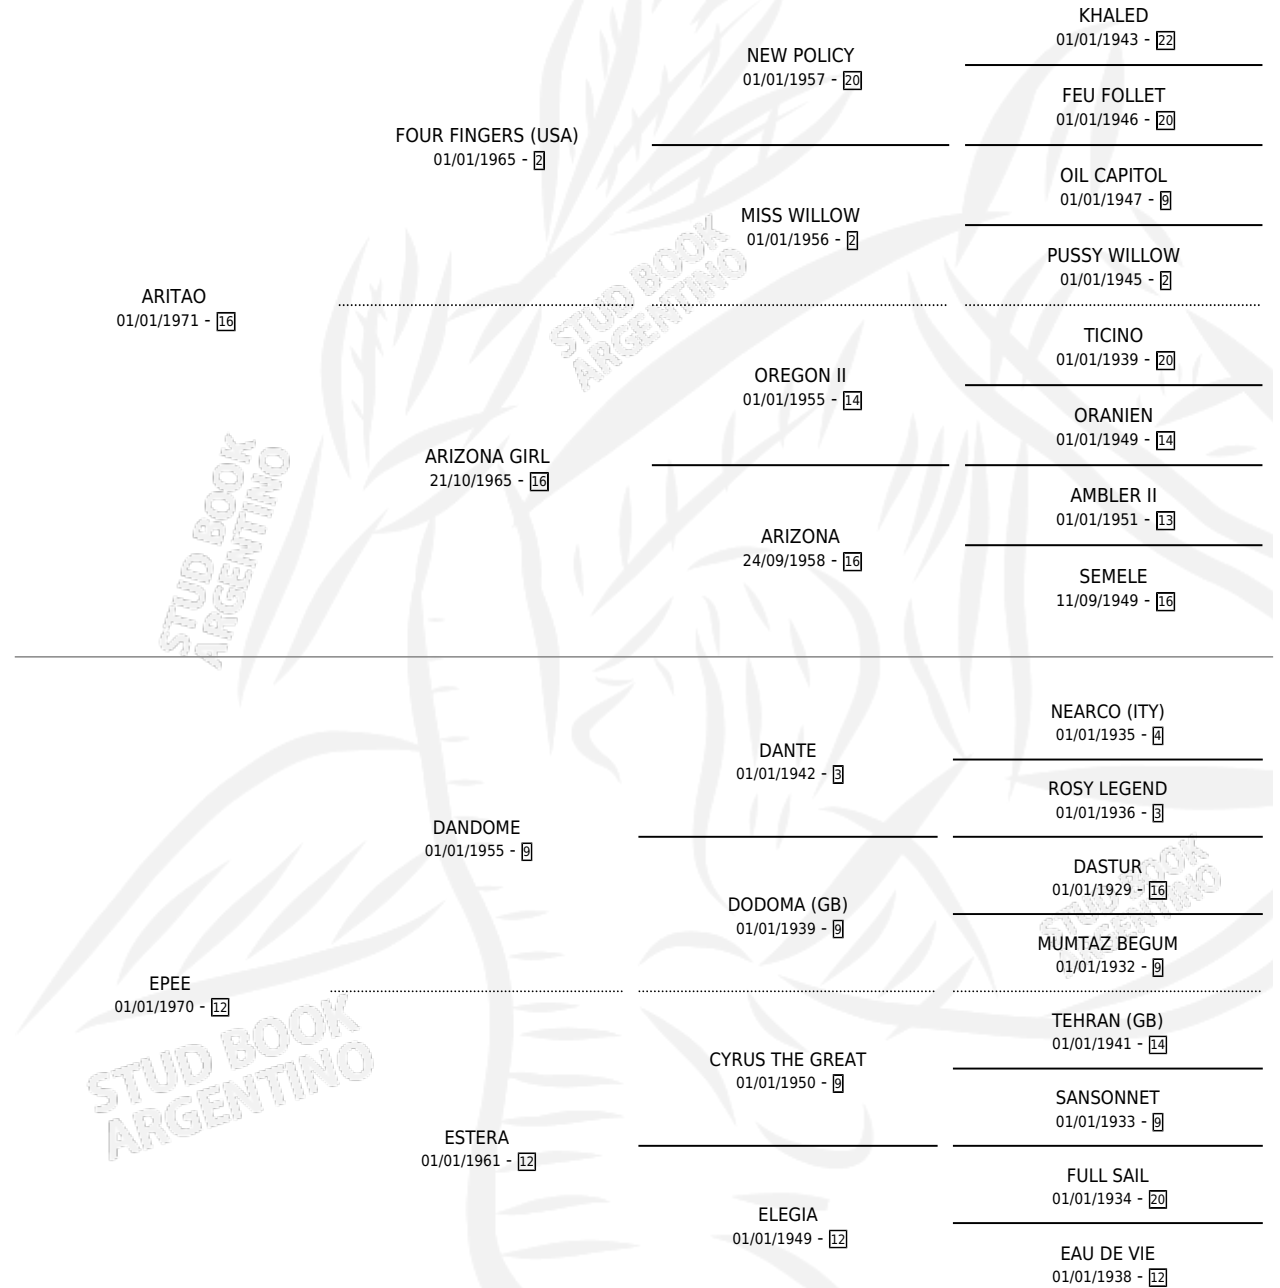 KHALED
01/01/1943 - 22
NEW POLICY
01/01/1957 - 20
FEU FOLLET
01/01/1946 - 20
FOUR FINGERS (USA)
01/01/1965 - 2
OIL CAPITOL
01/01/1947 - 9
MISS WILLOW
01/01/1956 - 2
PUSSY WILLOW
01/01/1945 - 2
ARITAO
01/01/1971 - 16
STUD BOOK
ARGENTINO
TICINO
01/01/1939 - 20
OREGON II
01/01/1955 - 14
ORANIEN
01/01/1949 - 14
ARIZONA GIRL
21/10/1965 - 16
AMBLER II
01/01/1951 - 13
ARIZONA
24/09/1958 - 16
SEMELE
11/09/1949 - 16
STUD BOOK
ARGENTINO
NEARCO (ITY)
01/01/1935 - 4
DANTE
01/01/1942 - 3
ROSY LEGEND
01/01/1936 - 3
DANDOME
01/01/1955 - 9
DASTUR
01/01/1929 - 16
DODOMA (GB)
01/01/1939 - 9
MUMTAZ BEGUM
01/01/1932 - 9
STUD BOOK
ARGENTINO
EPEE
01/01/1970 - 12
TEHRAN (GB)
01/01/1941 - 14
CYRUS THE GREAT
01/01/1950 - 9
SANSONNET
01/01/1933 - 9
STUD BOOK
ARGENTINO
ESTERA
01/01/1961 - 12
FULL SAIL
01/01/1934 - 20
ELEGIA
01/01/1949 - 12
EAU DE VIE
01/01/1938 - 12